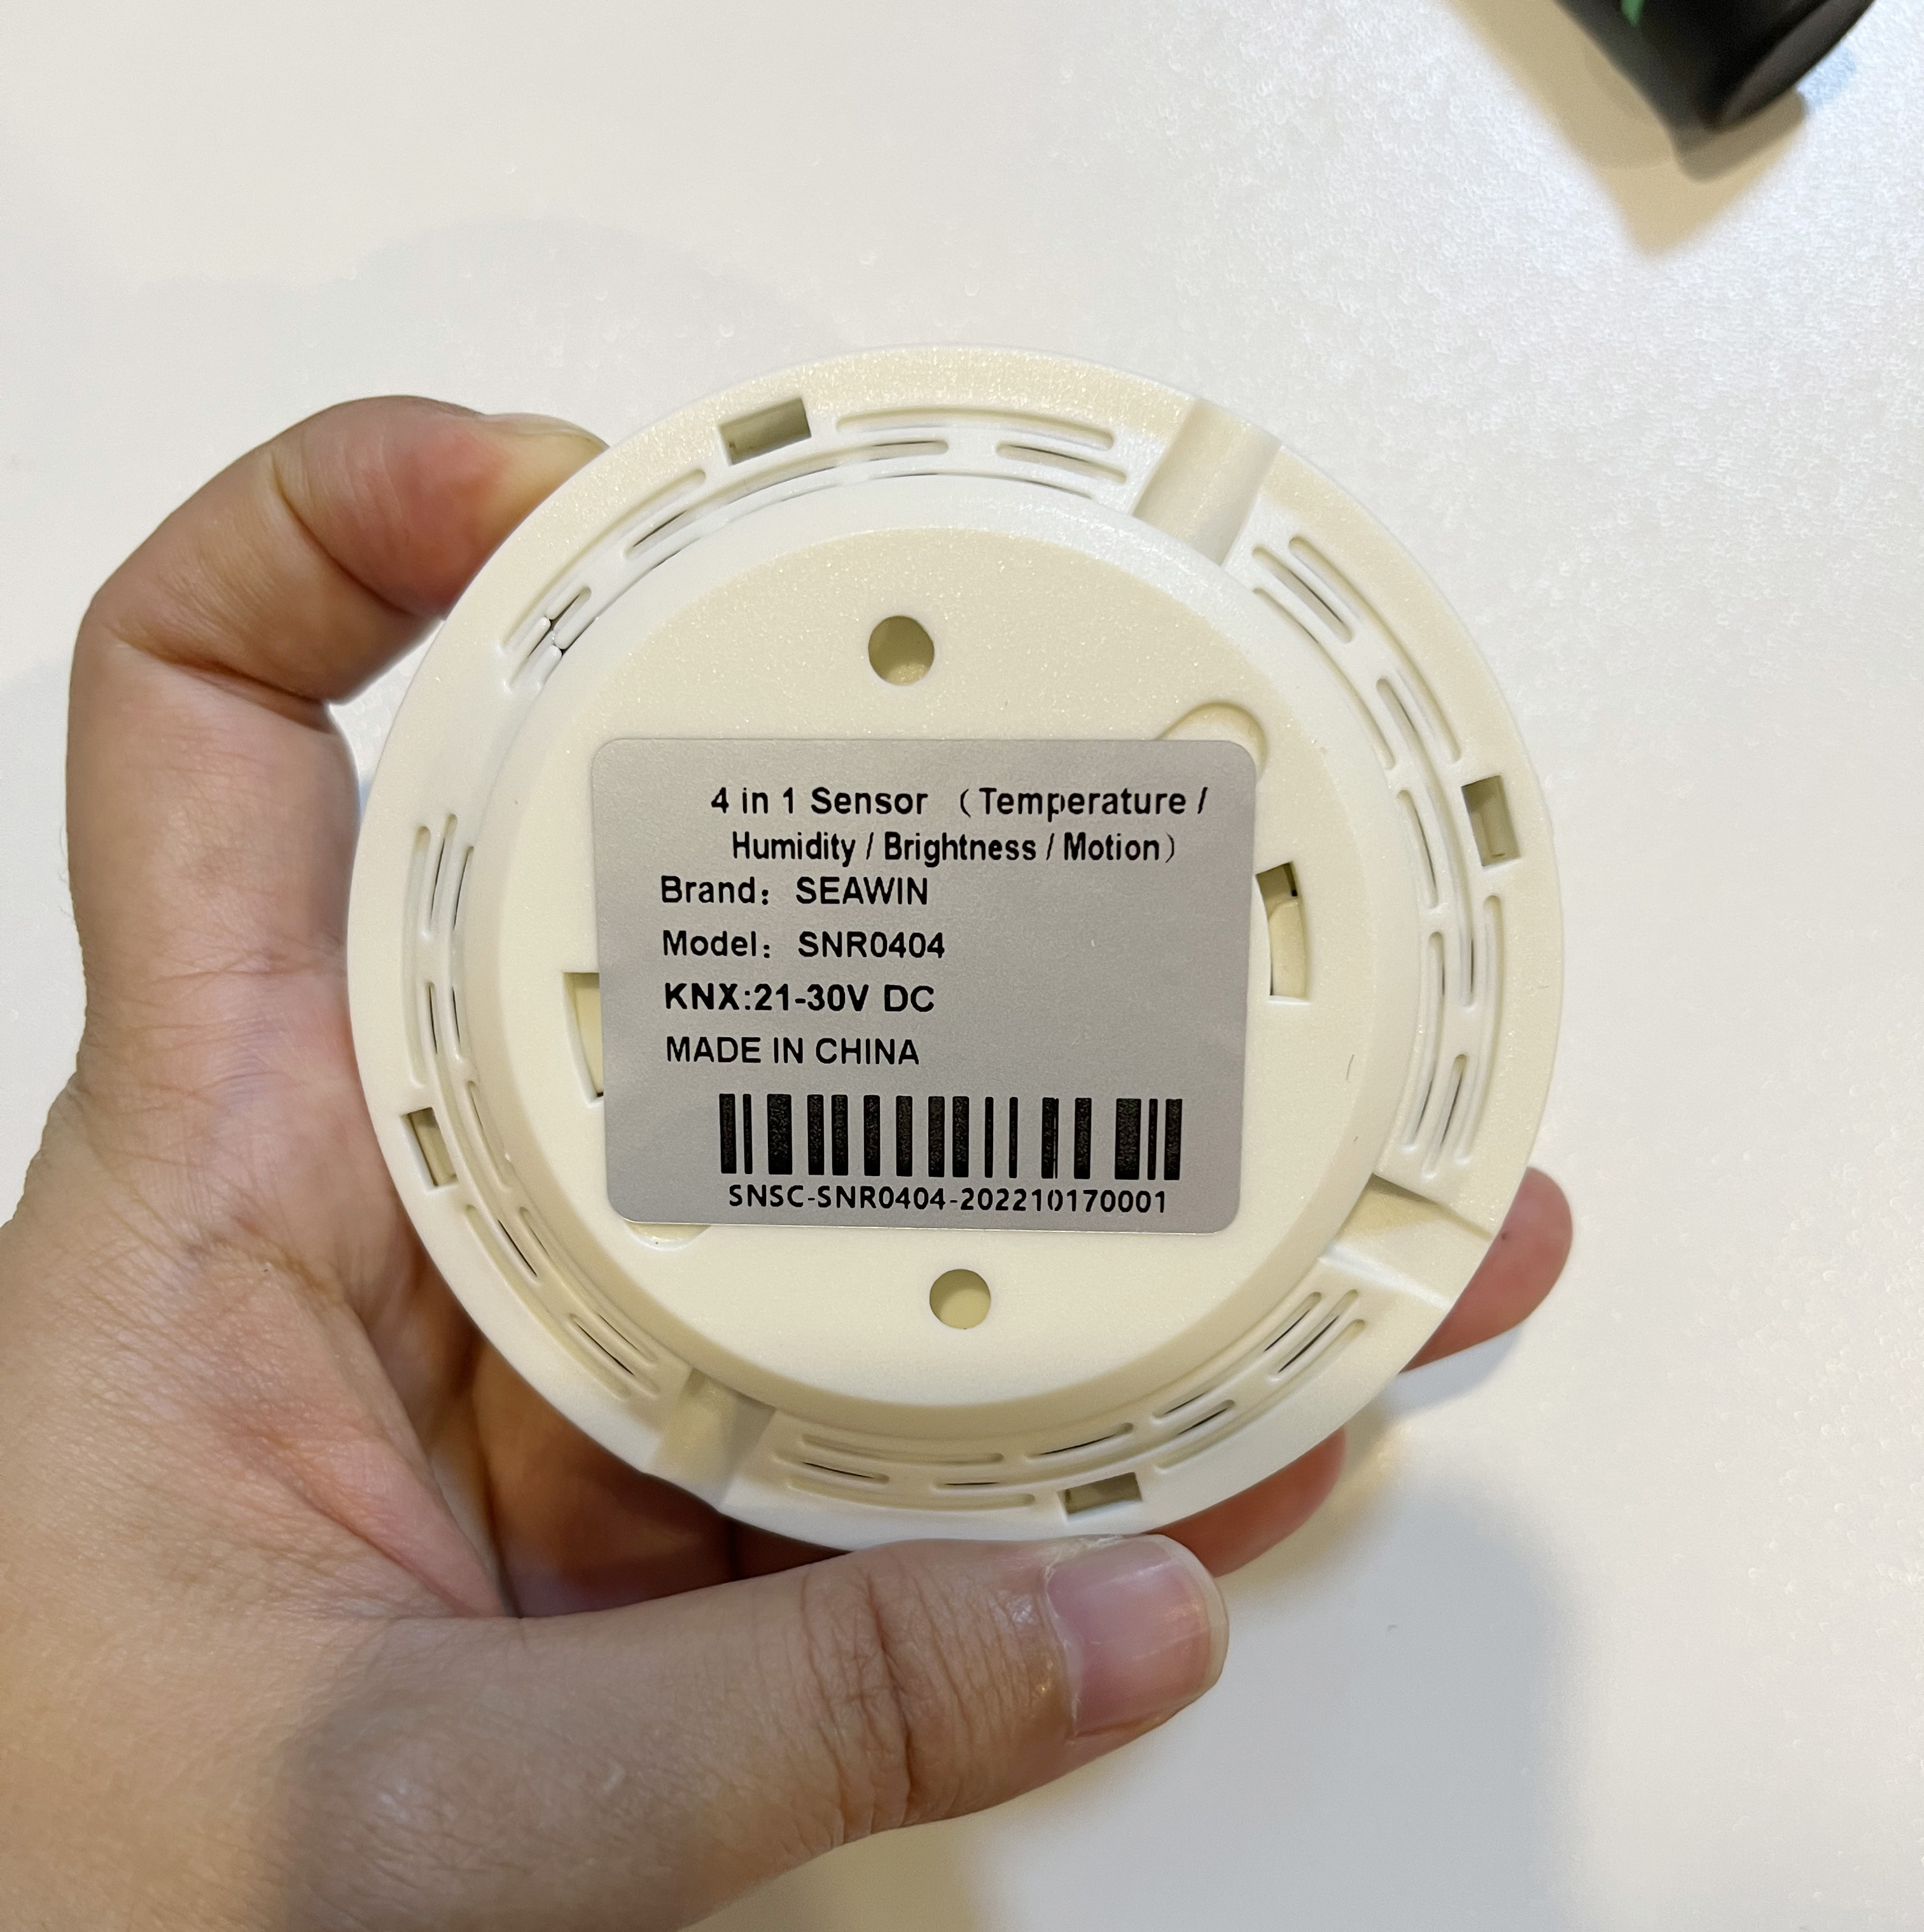 4 in 1 Sensor （Temperature /
Humidity / Brightness / Motion）
Brand：SEAWIN
Model：SNR0404
KNX:21-30V DC
MADE IN CHINA
SNSC-SNR0404-202210170001